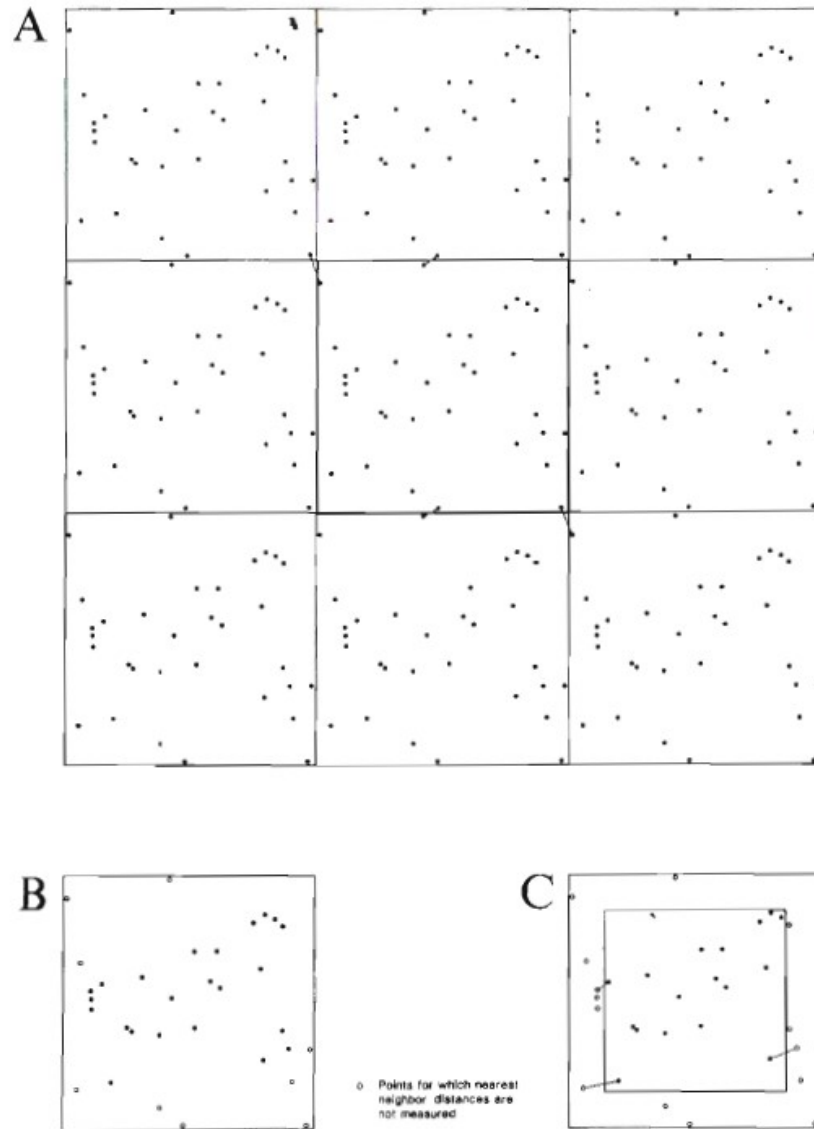 A
B
C
Points for which nearest
neighbor distances are
not measured